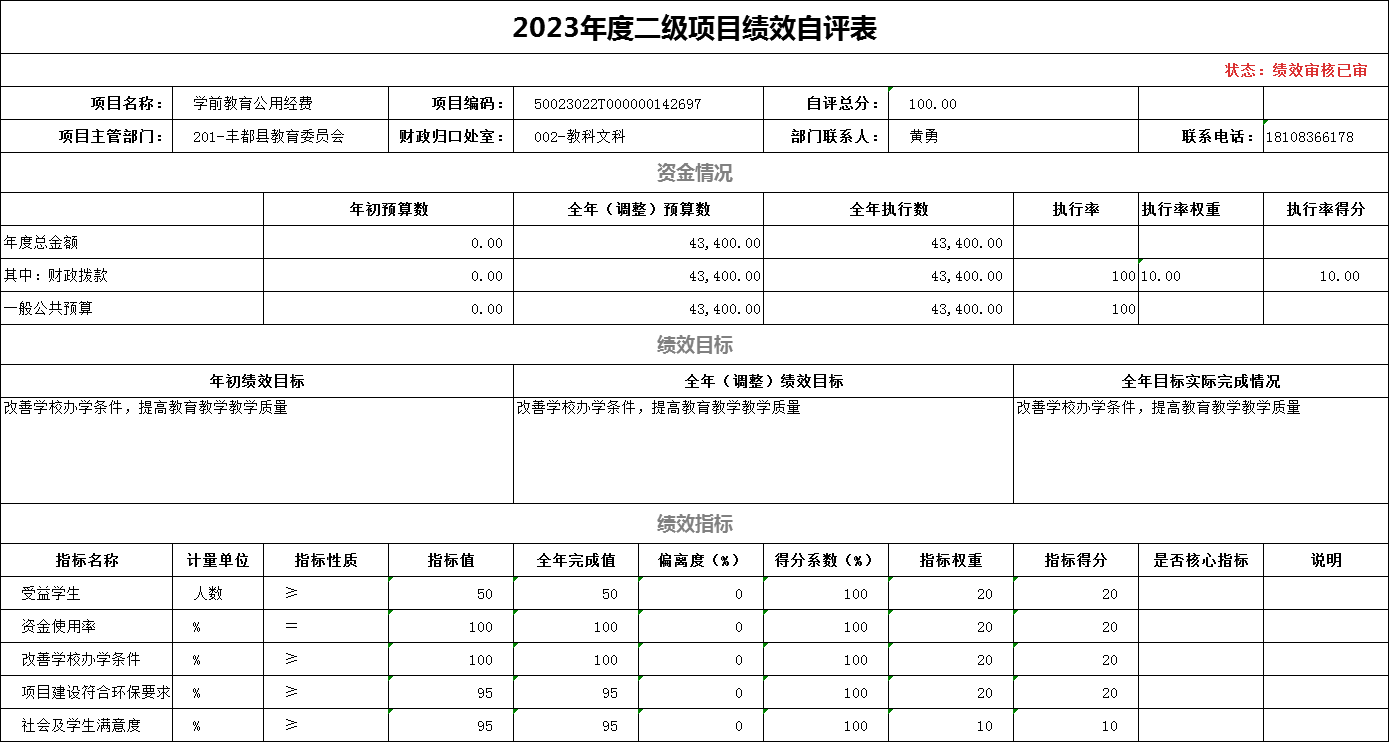 2023年度二级项目绩效自评表
状态：绩效审核已审
项目名称： 学前教育公用经费 项目编码： 50023022T000000142697 自评总分： 100.00
项目主管部门： 201-丰都县教育委员会 财政归口处室： 002-教科文科 部门联系人： 黄勇 联系电话： 18108366178
资金情况
年初预算数 全年（调整）预算数 全年执行数 执行率 执行率权重 执行率得分
年度总金额 0.00 43,400.00 43,400.00
其中：财政拨款 0.00 43,400.00 43,400.00 100 10.00 10.00
一般公共预算 0.00 43,400.00 43,400.00 100
绩效目标
年初绩效目标 全年（调整）绩效目标 全年目标实际完成情况
改善学校办学条件，提高教育教学教学质量 改善学校办学条件，提高教育教学教学质量 改善学校办学条件，提高教育教学教学质量
绩效指标
指标名称 计量单位 指标性质 指标值 全年完成值 偏离度（%） 得分系数（%） 指标权重 指标得分 是否核心指标 说明
受益学生 人数 ≥ 50 50 0 100 20 20
资金使用率 % ＝ 100 100 0 100 20 20
改善学校办学条件 % ≥ 100 100 0 100 20 20
项目建设符合环保要求 % ≥ 95 95 0 100 20 20
社会及学生满意度 % ≥ 95 95 0 100 10 10